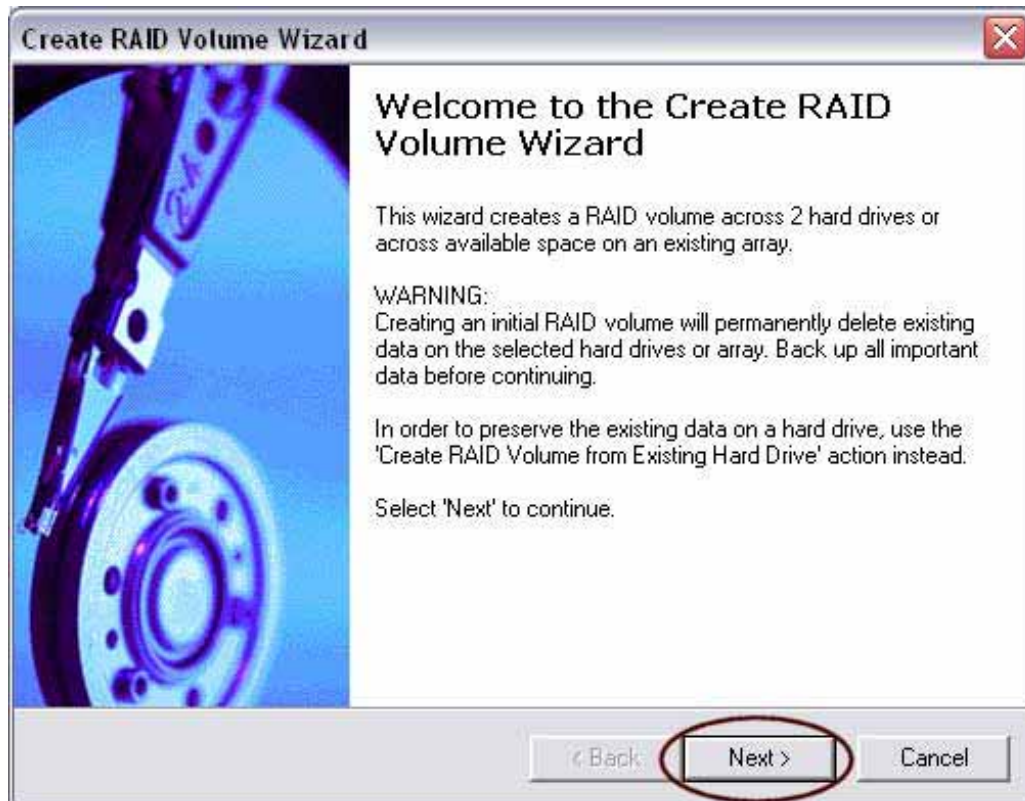 Create RAID Volume Wizard
Welcome to the Create RAID
Volume Wizard
This wizard creates a RAID volume across 2 hard drives or
across available space on an existing array.
WARNING:
Creating an initial RAID volume will permanently delete existing
data on the selected hard drives or array. Back up all important
data before continuing.
In order to preserve the existing data on a hard drive, use the
'Create RAID Volume from Existing Hard Drive' action instead.
Select 'Next' to continue.
< Back
Next >
Cancel